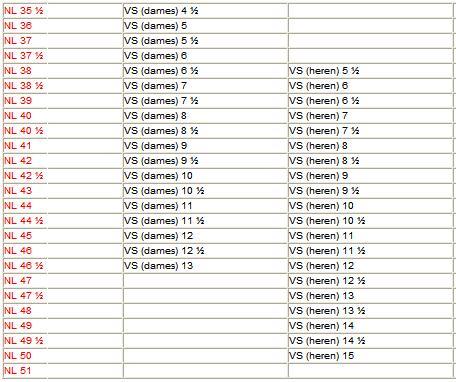 NL 35 ½ VS (dames) 4 ½
NL 36 VS (dames) 5
NL 37 VS (dames) 5 ½
NL 37 ½ VS (dames) 6
NL 38 VS (dames) 6 ½ VS (heren) 5 ½
NL 38 ½ VS (dames) 7 VS (heren) 6
NL 39 VS (dames) 7 ½ VS (heren) 6 ½
NL 40 VS (dames) 8 VS (heren) 7
NL 40 ½ VS (dames) 8 ½ VS (heren) 7 ½
NL 41 VS (dames) 9 VS (heren) 8
NL 42 VS (dames) 9 ½ VS (heren) 8 ½
NL 42 ½ VS (dames) 10 VS (heren) 9
NL 43 VS (dames) 10 ½ VS (heren) 9 ½
NL 44 VS (dames) 11 VS (heren) 10
NL 44 ½ VS (dames) 11 ½ VS (heren) 10 ½
NL 45 VS (dames) 12 VS (heren) 11
NL 46 VS (dames) 12 ½ VS (heren) 11 ½
NL 46 ½ VS (dames) 13 VS (heren) 12
NL 47 VS (heren) 12 ½
NL 47 ½ VS (heren) 13
NL 48 VS (heren) 13 ½
NL 49 VS (heren) 14
NL 49 ½ VS (heren) 14 ½
NL 50 VS (heren) 15
NL 51